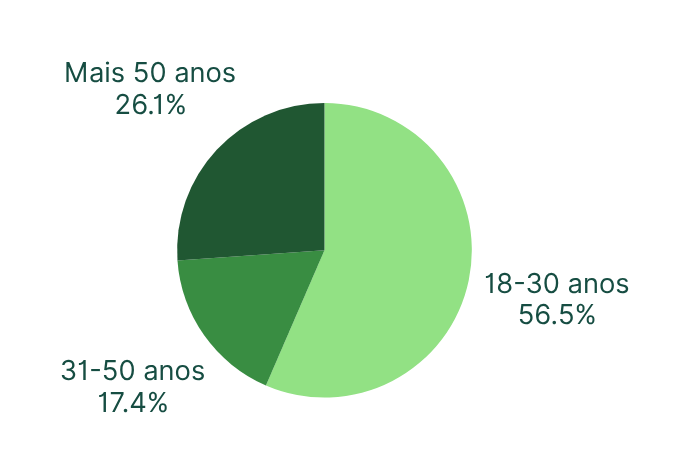 Mais 50 anos
26.1%
18-30 anos
56.5%
31-50 anos
17.4%